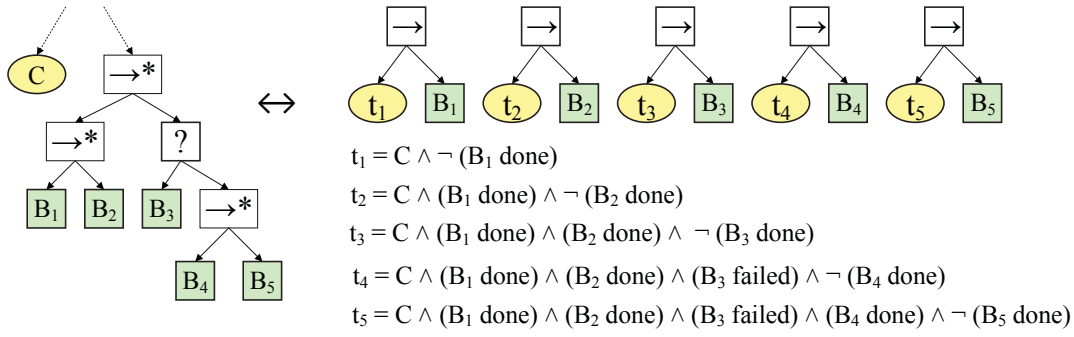 → → → → →
C →*
t₁ B₁ t₂ B₂ t₃ B₃ t₄ B₄ t₅ B₅
↔
→* ?
B₁ B₂ B₃ →*
B₄ B₅
t₁ = C ∧ ¬ (B₁ done)
t₂ = C ∧ (B₁ done) ∧ ¬ (B₂ done)
t₃ = C ∧ (B₁ done) ∧ (B₂ done) ∧ ¬ (B₃ done)
t₄ = C ∧ (B₁ done) ∧ (B₂ done) ∧ (B₃ failed) ∧ ¬ (B₄ done)
t₅ = C ∧ (B₁ done) ∧ (B₂ done) ∧ (B₃ failed) ∧ (B₄ done) ∧ ¬ (B₅ done)